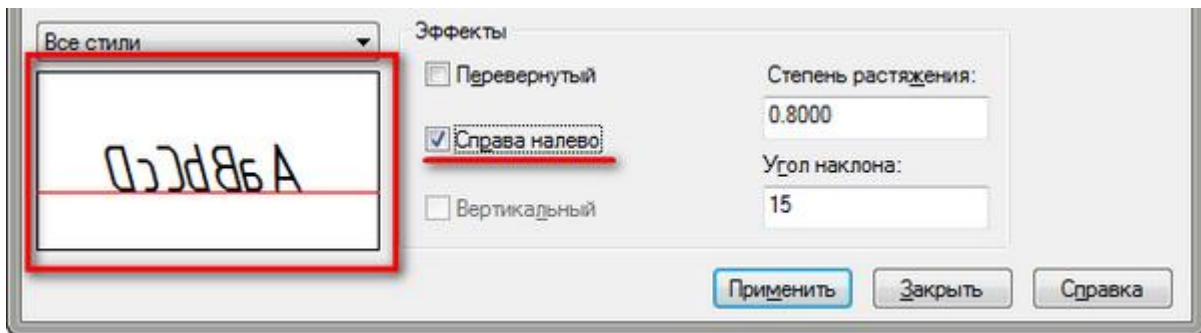 Все стили
AaBbCcD
Эффекты
Перевернутый
Справа налево
Вертикальный
Степень растяжения:
0.8000
Угол наклона:
15
Применить
Закрыть
Справка